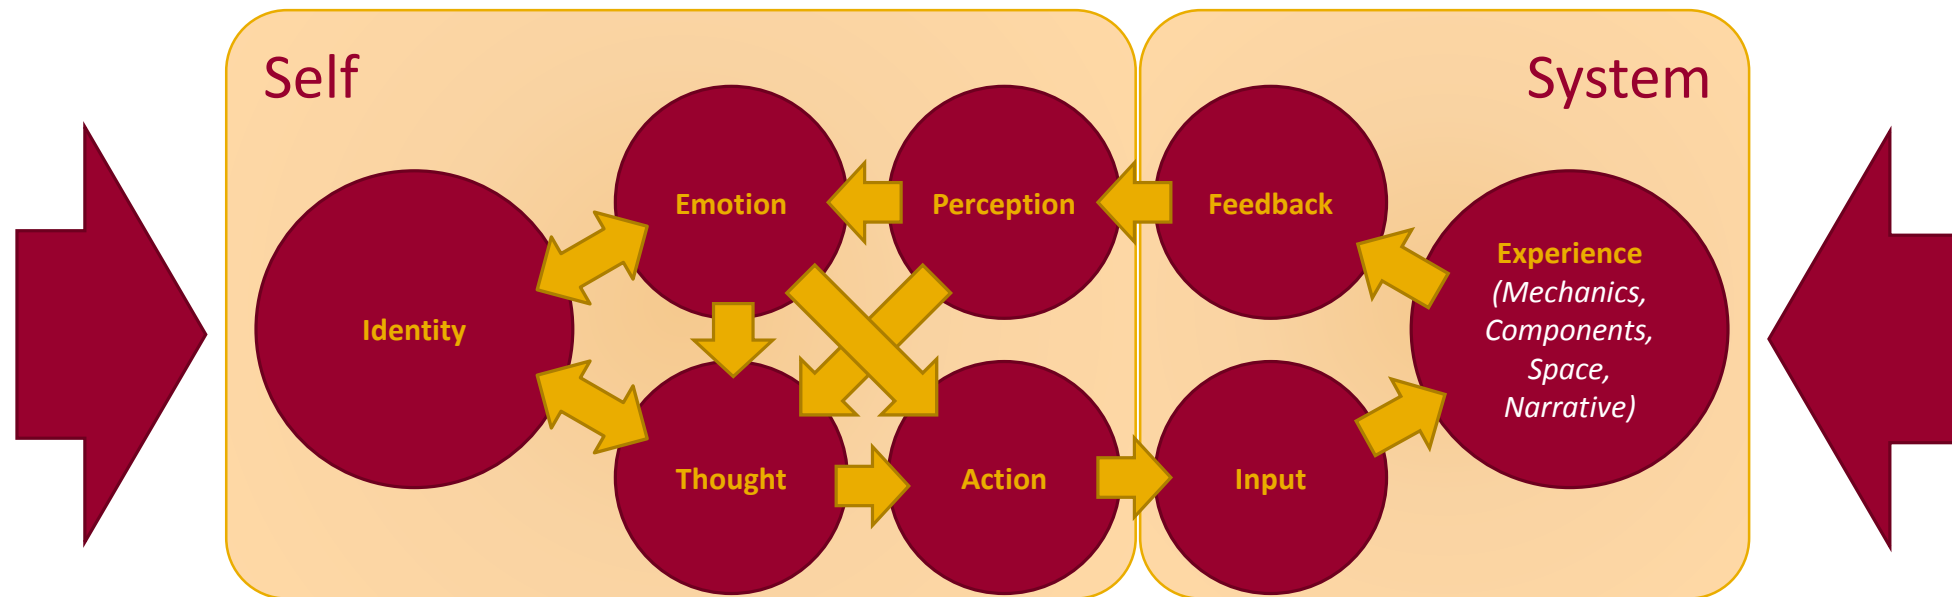 Self
System
Emotion
Perception
Feedback
Identity
Experience
(Mechanics,
Components,
Space,
Narrative)
Thought
Action
Input